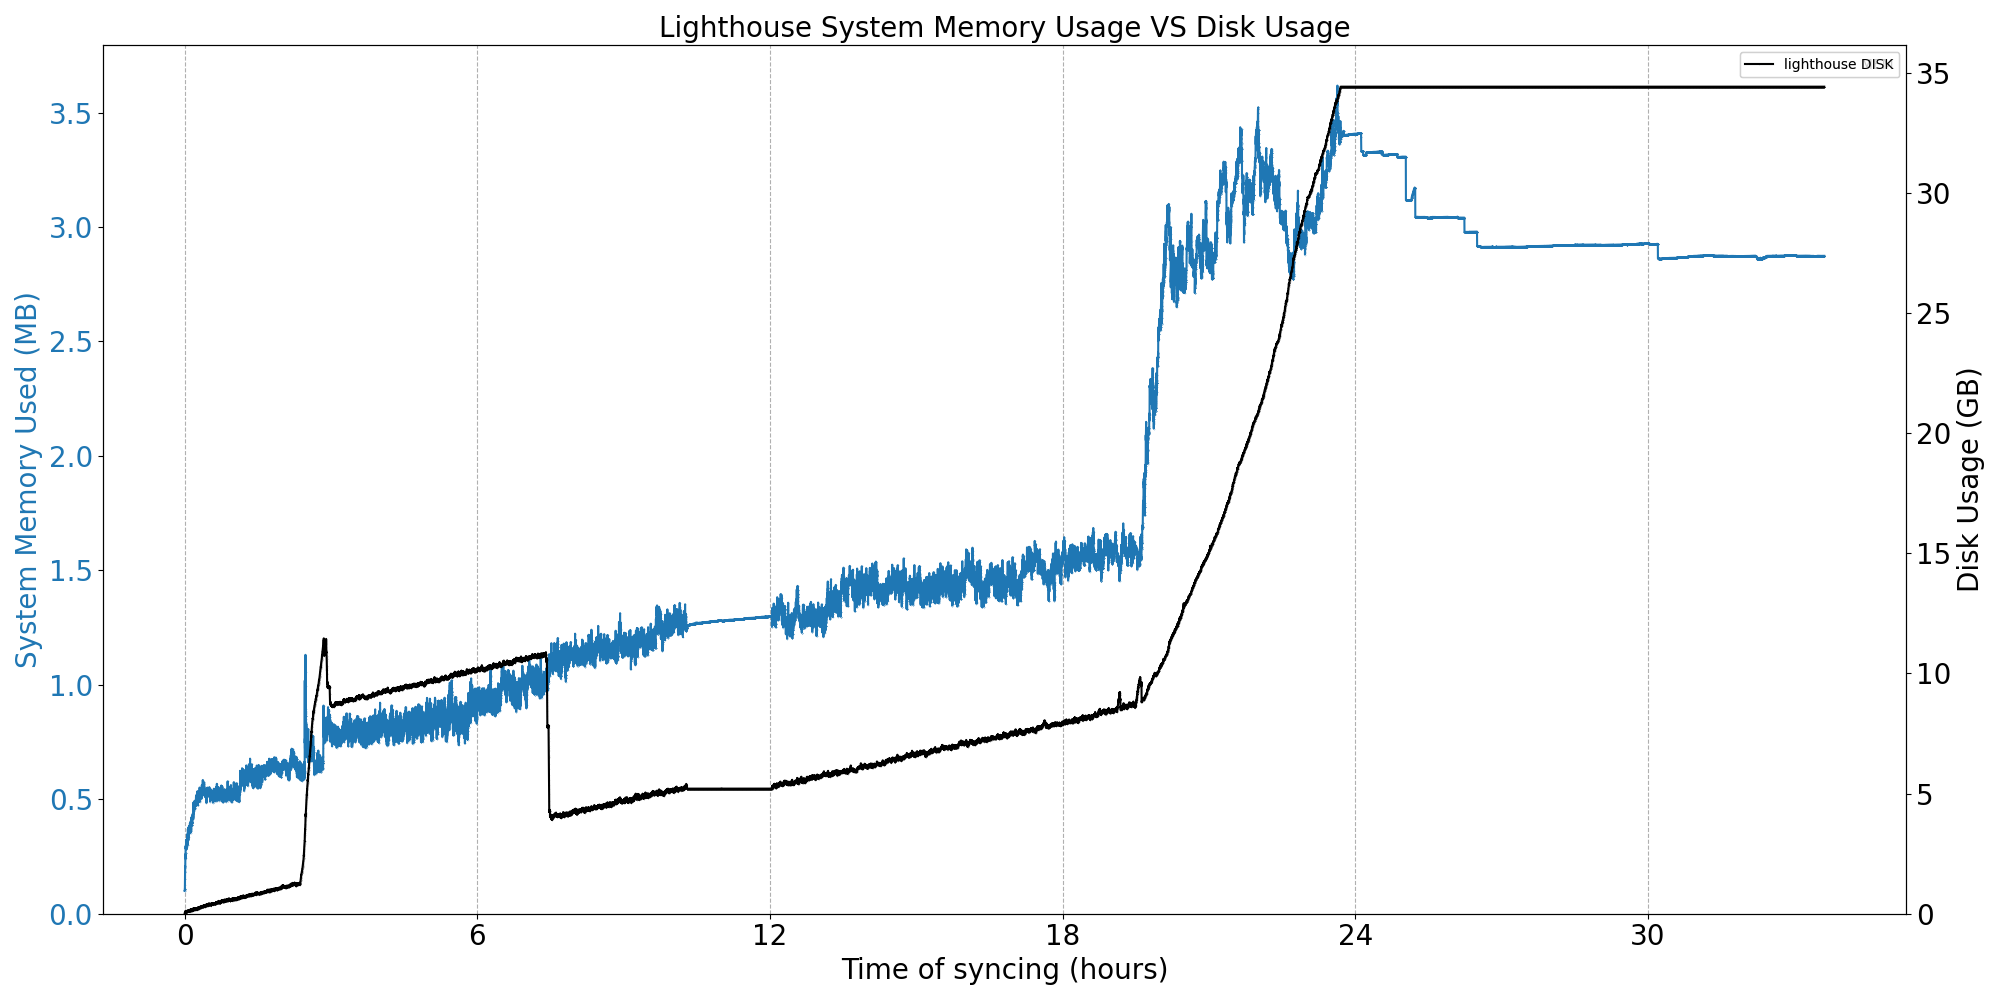 Lighthouse System Memory Usage VS Disk Usage
lighthouse DISK
System Memory Used (MB)
3.5
3.0
2.5
2.0
1.5
1.0
0.5
0.0
35
30
25
20
15
10
5
0
Disk Usage (GB)
0 6 12 18 24 30
Time of syncing (hours)